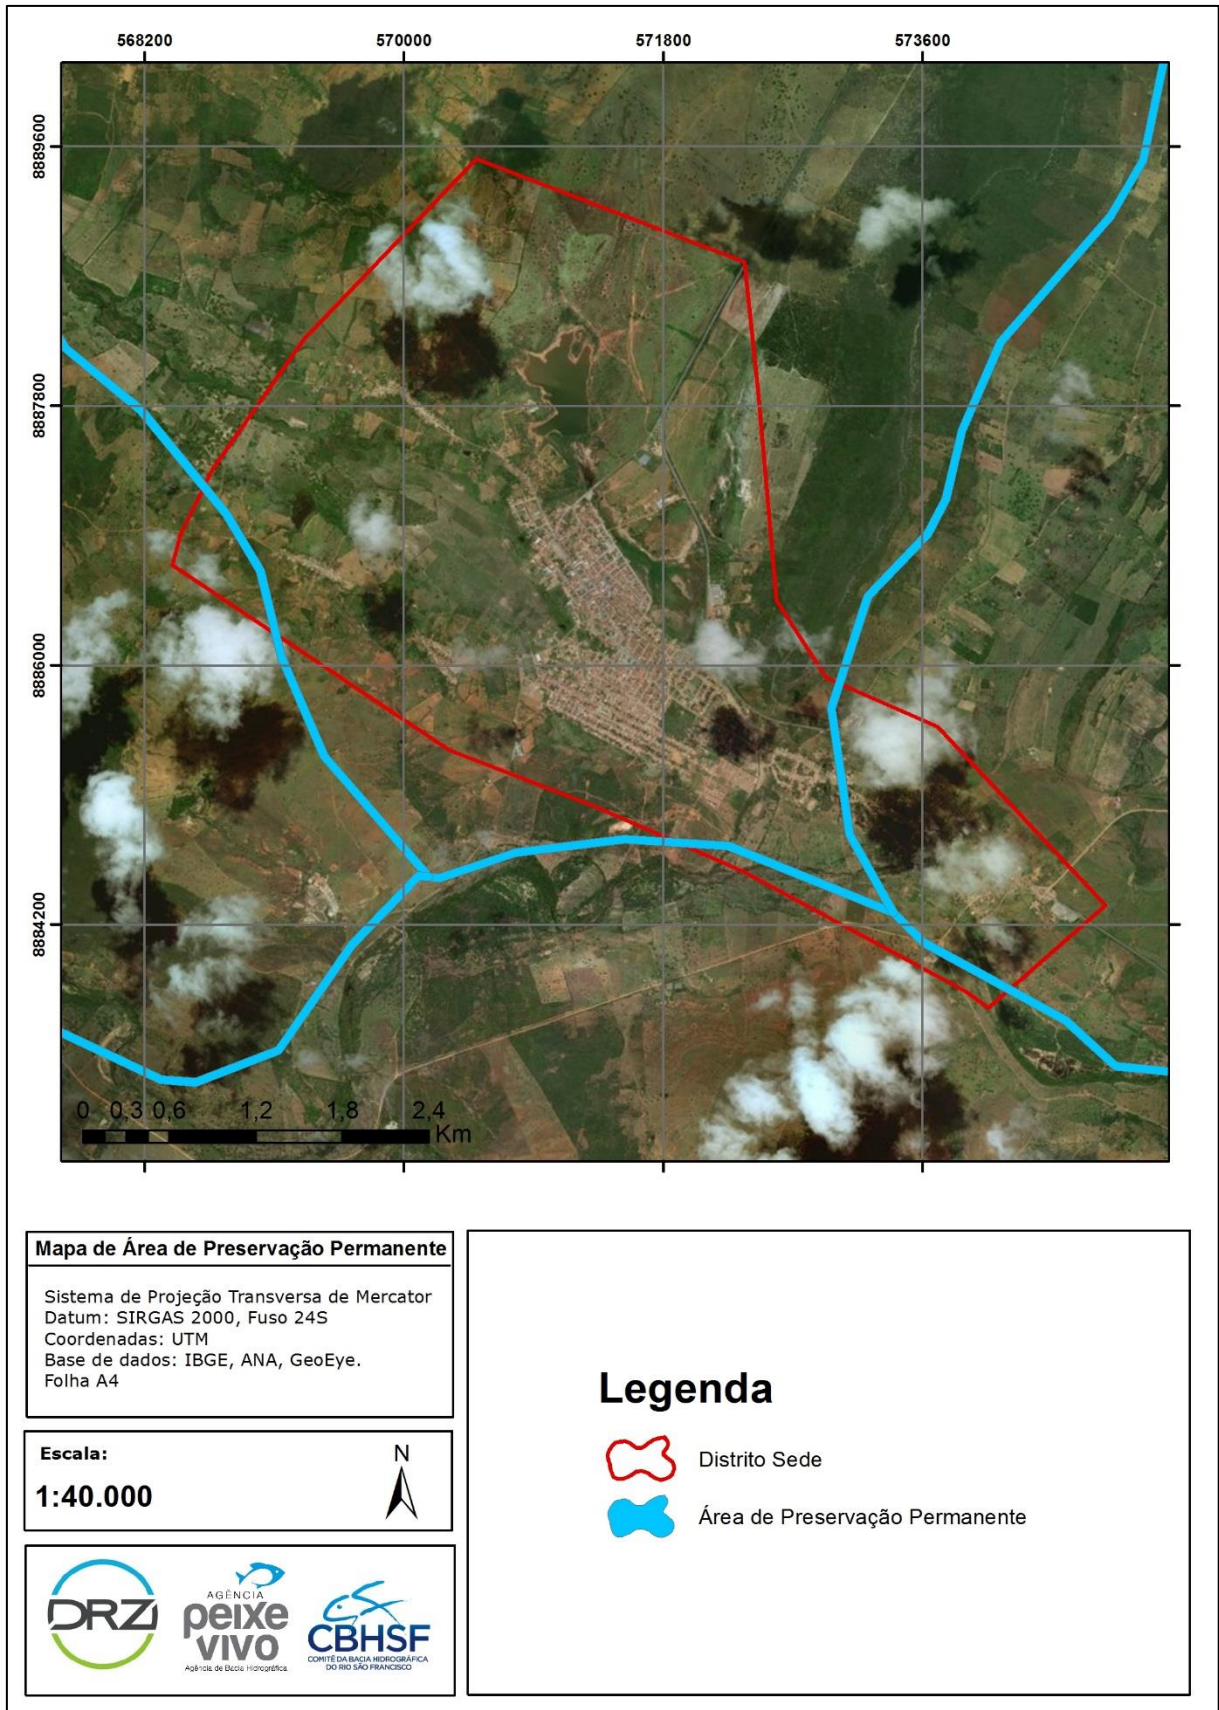 568200 570000 571800 573600
8889600
8887800
8886000
8884200
0 0,3 0,6 1,2 1,8 2,4
Km
Mapa de Área de Preservação Permanente
Sistema de Projeção Transversa de Mercator
Datum: SIRGAS 2000, Fuso 24S
Coordenadas: UTM
Base de dados: IBGE, ANA, GeoEye.
Folha A4
Escala:
N
1:40.000
DRZ
AGÊNCIA
peixe
vivo
Agência de Bacia Hidrográfica
CBHSF
COMITÊ DA BACIA HIDROGRÁFICA
DO RIO SÃO FRANCISCO
Legenda
Distrito Sede
Área de Preservação Permanente